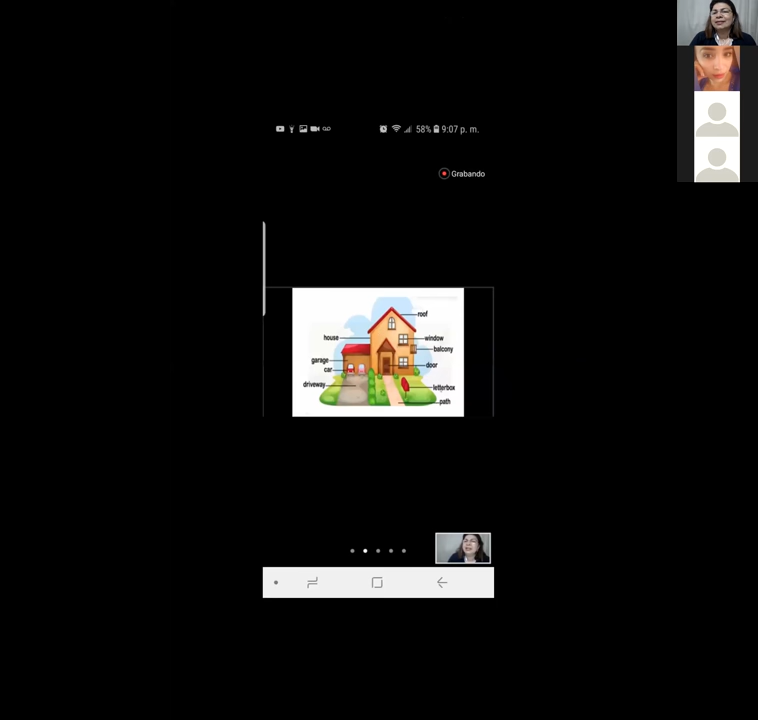 58% 9:07 p. m.
Grabando
roof
house
window
balcony
garage
door
car
driveway
letterbox
path